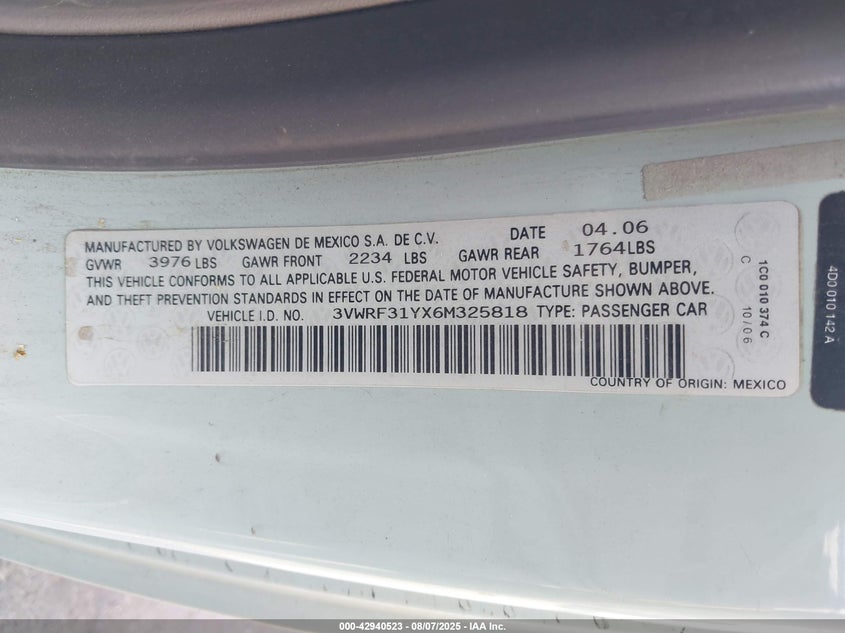 MANUFACTURED BY VOLKSWAGEN DE MEXICO S.A. DE C.V. DATE 04.06
GVWR 3976 LBS GAWR FRONT 2234 LBS GAWR REAR 1764LBS
THIS VEHICLE CONFORMS TO ALL APPLICABLE U.S. FEDERAL MOTOR VEHICLE SAFETY, BUMPER,
AND THEFT PREVENTION STANDARDS IN EFFECT ON THE DATE OF MANUFACTURE SHOWN ABOVE.
VEHICLE I.D. NO. 3VWRF31YX6M325818 TYPE: PASSENGER CAR
COUNTRY OF ORIGIN: MEXICO
1C0 010 374 C
C 10/06
4D0 010 142 A
000-42940523 - 08/07/2025 - IAA Inc.